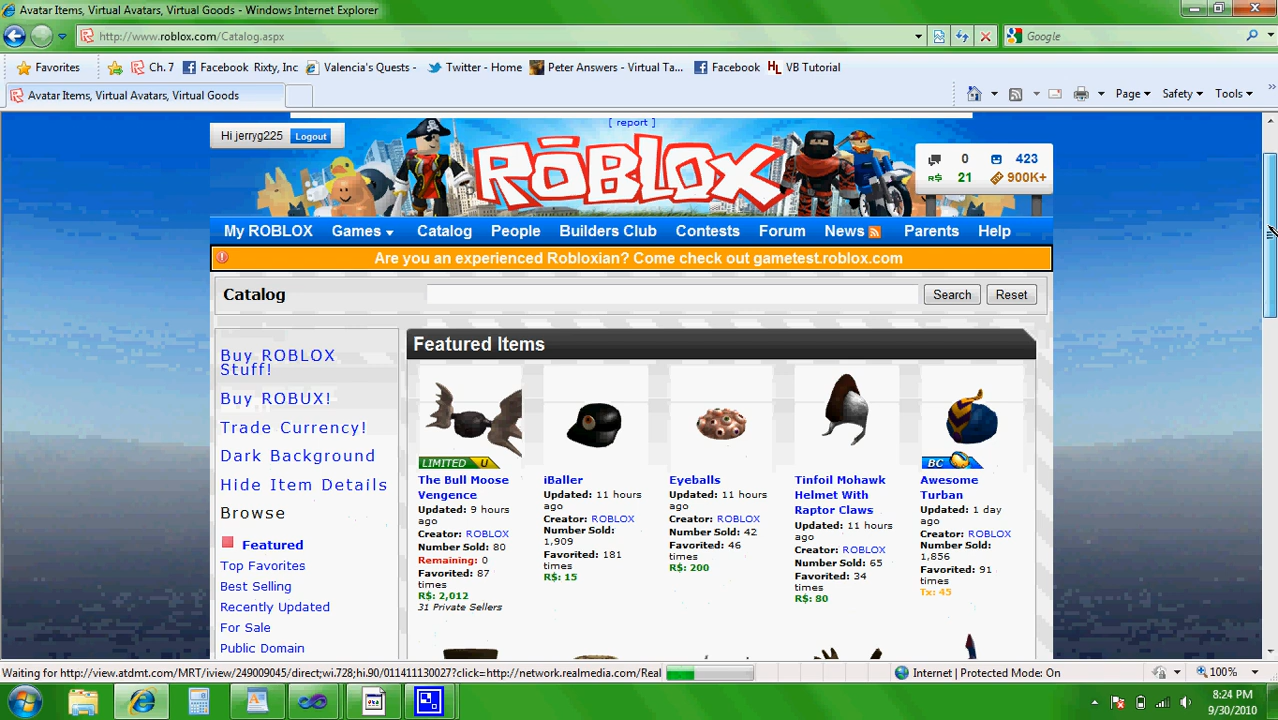 Avatar Items, Virtual Avatars, Virtual Goods - Windows Internet Explorer
http://www.roblox.com/Catalog.aspx
Google
Favorites Ch. 7 Facebook Rixty, Inc Valencia's Quests - Twitter - Home Peter Answers - Virtual Ta... Facebook VB Tutorial
Avatar Items, Virtual Avatars, Virtual Goods
Page Safety Tools
[ report ]
Hi jerryg225 Logout
ROBLOX
0 423
R$ 21 900K+
My ROBLOX Games Catalog People Builders Club Contests Forum News Parents Help
Are you an experienced Robloxian? Come check out gametest.roblox.com
Catalog Search Reset
Buy ROBLOX
Stuff!
Buy ROBUX!
Trade Currency!
Dark Background
Hide Item Details
Browse
Featured
Top Favorites
Best Selling
Recently Updated
For Sale
Public Domain
Featured Items
LIMITED U
The Bull Moose
Vengence
Updated: 9 hours
ago
Creator: ROBLOX
Number Sold: 80
Remaining: 0
Favorited: 87
times
R$: 2,012
31 Private Sellers
iBaller
Updated: 11 hours
ago
Creator: ROBLOX
Number Sold:
1,909
Favorited: 181
times
R$: 15
Eyeballs
Updated: 11 hours
ago
Creator: ROBLOX
Number Sold: 42
Favorited: 46
times
R$: 200
Tinfoil Mohawk
Helmet With
Raptor Claws
Updated: 11 hours
ago
Creator: ROBLOX
Number Sold: 65
Favorited: 34
times
R$: 80
BC
Awesome
Turban
Updated: 1 day
ago
Creator: ROBLOX
Number Sold:
1,856
Favorited: 91
times
Tx: 45
Waiting for http://view.atdmt.com/MRT/iview/249009045/direct;wi.728;hi.90/011411130027?click=http://network.realmedia.com/Real
Internet | Protected Mode: On
100%
8:24 PM
9/30/2010